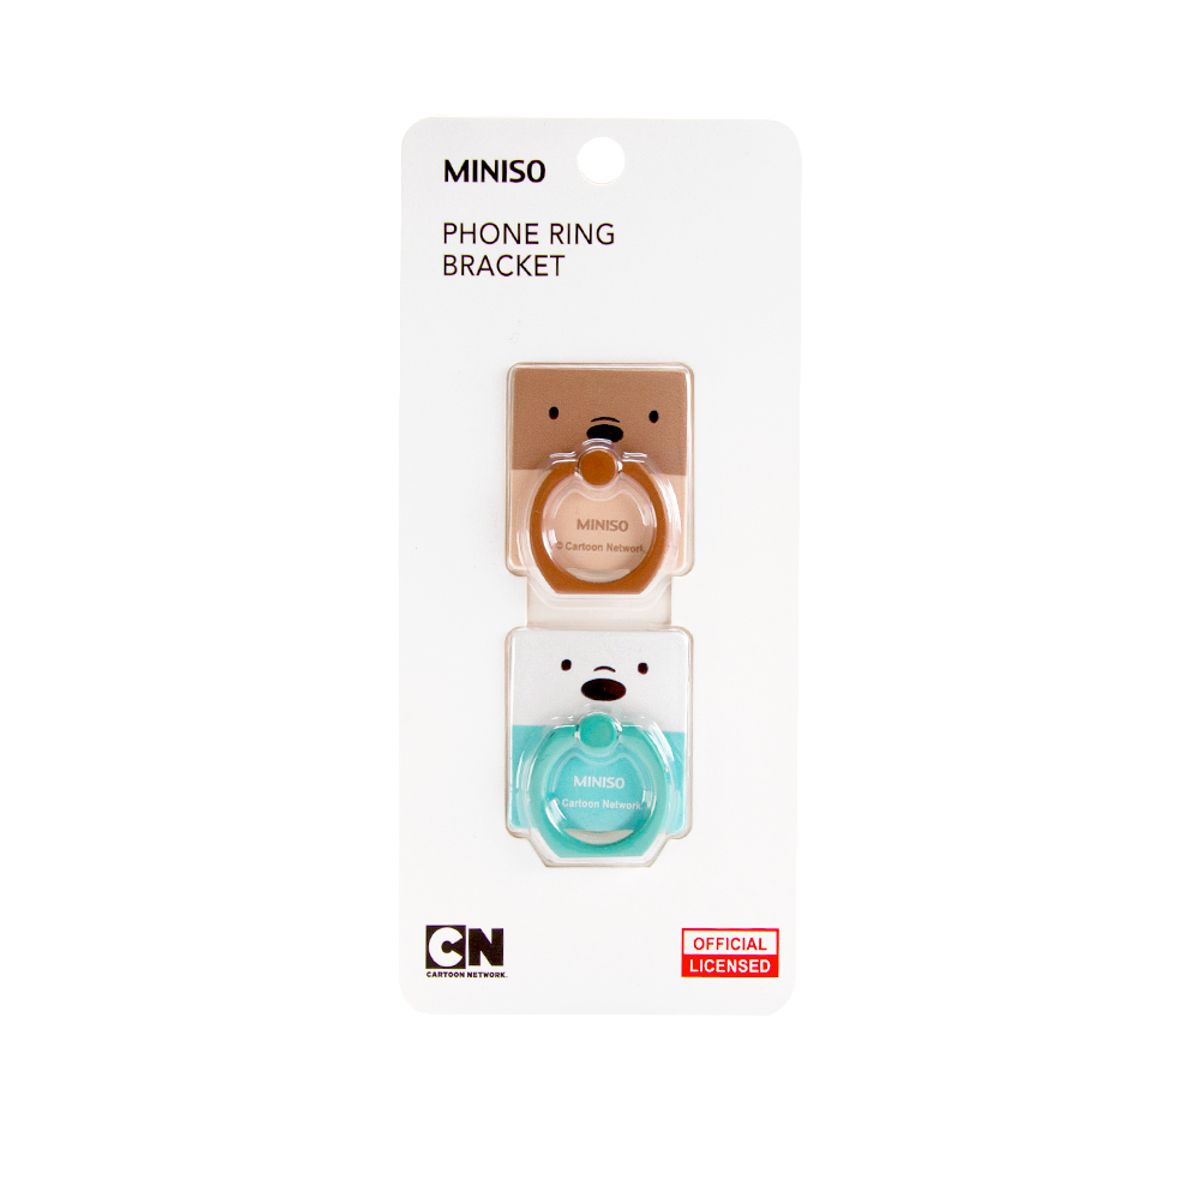 MINISO
PHONE RING
BRACKET
MINISO
© Cartoon Network.
MINISO
Cartoon Network.
CN
CARTOON NETWORK.
OFFICIAL
LICENSED